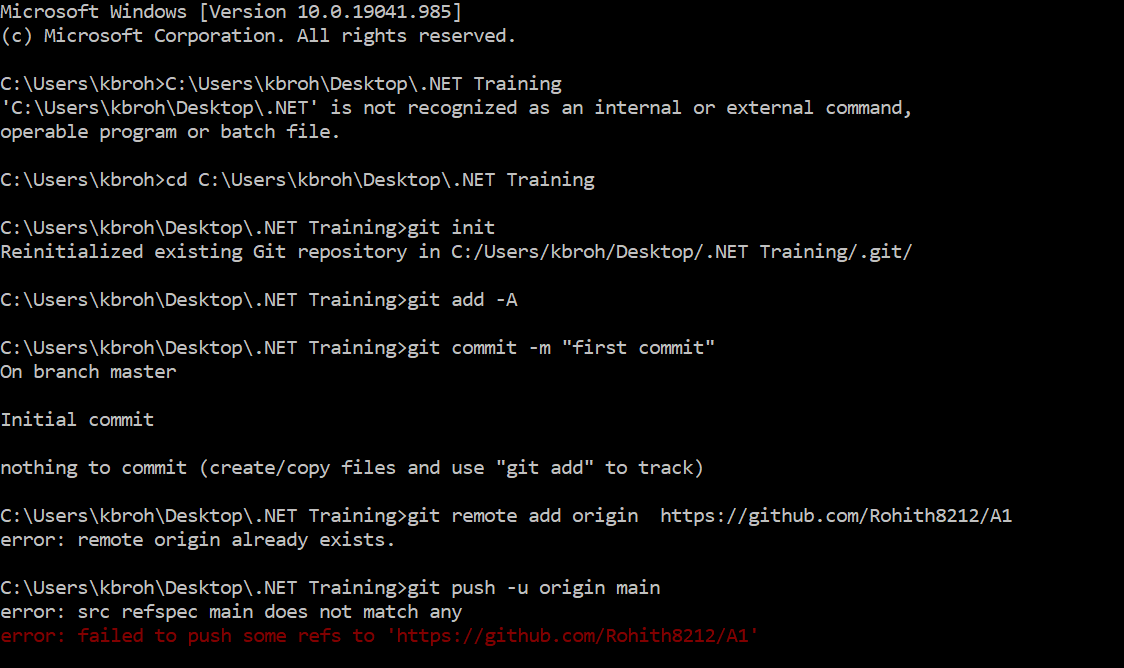 Microsoft Windows [Version 10.0.19041.985]
(c) Microsoft Corporation. All rights reserved.
C:\Users\kbroh>C:\Users\kbroh\Desktop\.NET Training
'C:\Users\kbroh\Desktop\.NET' is not recognized as an internal or external command,
operable program or batch file.
C:\Users\kbroh>cd C:\Users\kbroh\Desktop\.NET Training
C:\Users\kbroh\Desktop\.NET Training>git init
Reinitialized existing Git repository in C:/Users/kbroh/Desktop/.NET Training/.git/
C:\Users\kbroh\Desktop\.NET Training>git add -A
C:\Users\kbroh\Desktop\.NET Training>git commit -m "first commit"
On branch master
Initial commit
nothing to commit (create/copy files and use "git add" to track)
C:\Users\kbroh\Desktop\.NET Training>git remote add origin  https://github.com/Rohith8212/A1
error: remote origin already exists.
C:\Users\kbroh\Desktop\.NET Training>git push -u origin main
error: src refspec main does not match any
error: failed to push some refs to 'https://github.com/Rohith8212/A1'